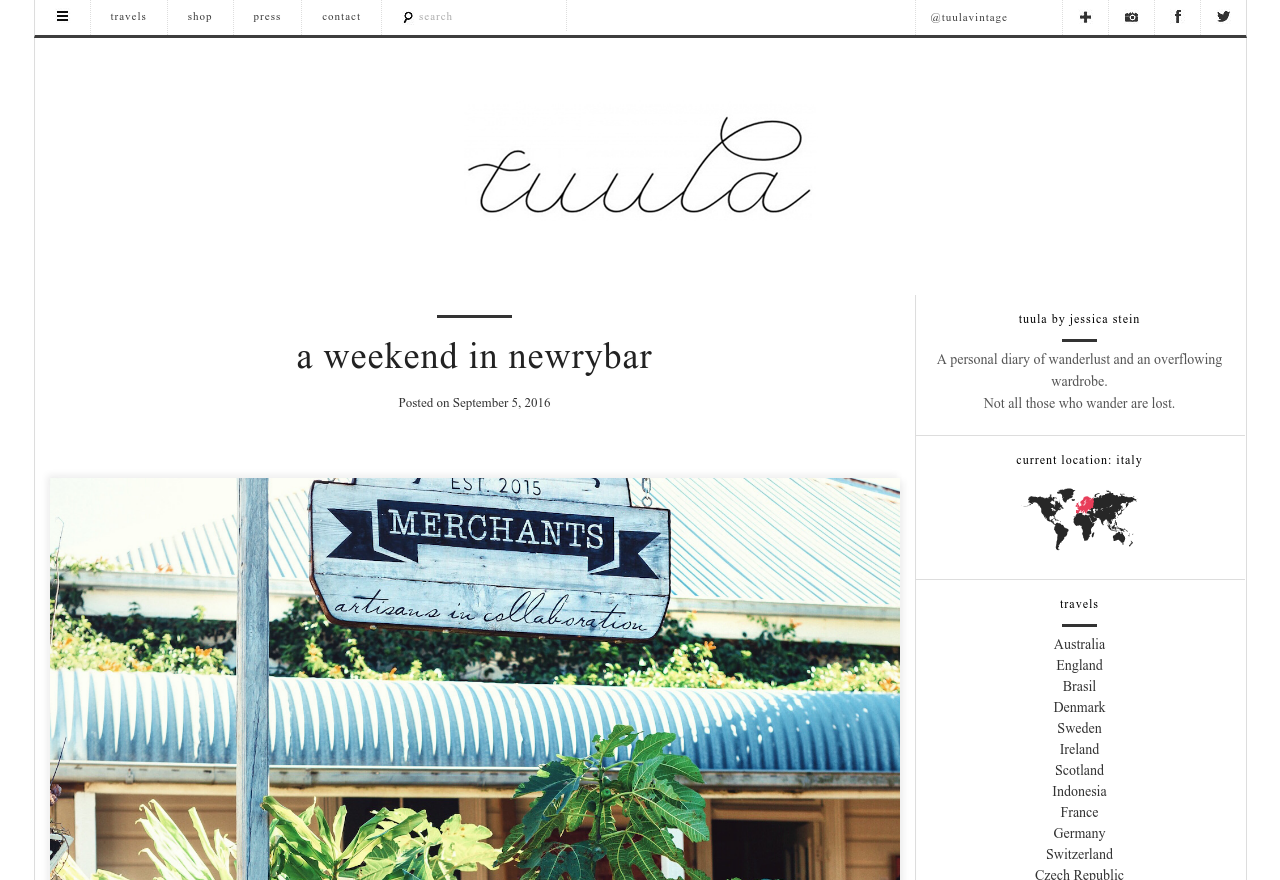 travels
shop
press
contact
search
@tuulavintage
tuula
a weekend in newrybar
Posted on September 5, 2016
EST. 2015
MERCHANTS
artisans in collaboration
tuula by jessica stein
A personal diary of wanderlust and an overflowing
wardrobe.
Not all those who wander are lost.
current location: italy
travels
Australia
England
Brasil
Denmark
Sweden
Ireland
Scotland
Indonesia
France
Germany
Switzerland
Czech Republic